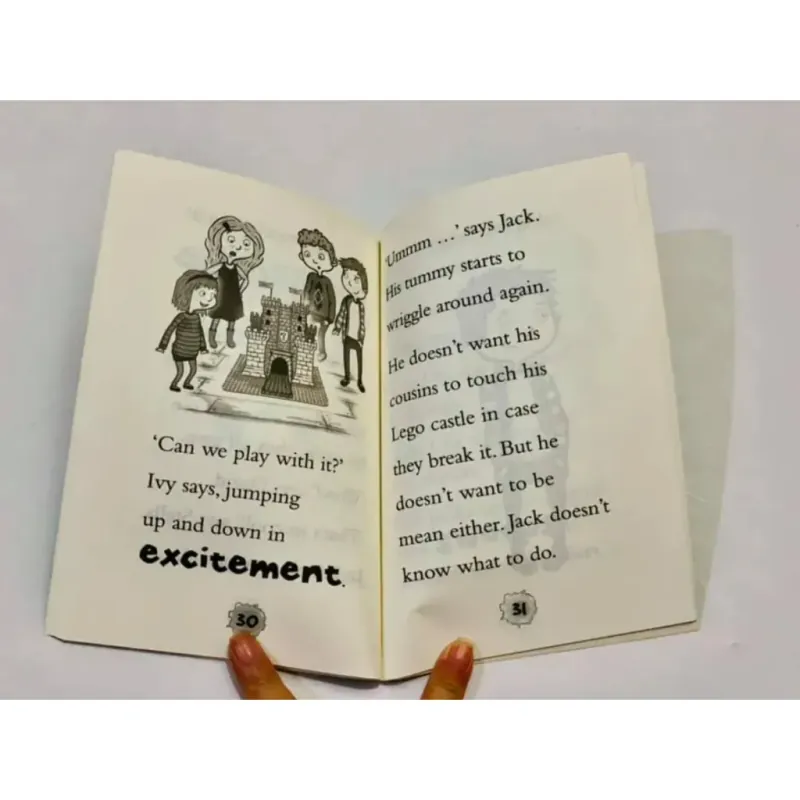 ‘Can we play with it?’
Ivy says, jumping
up and down in
excitement.
30
‘Ummm …’ says Jack.
His tummy starts to
wriggle around again.
He doesn’t want his
cousins to touch his
Lego castle in case
they break it. But he
doesn’t want to be
mean either. Jack doesn’t
know what to do.
31